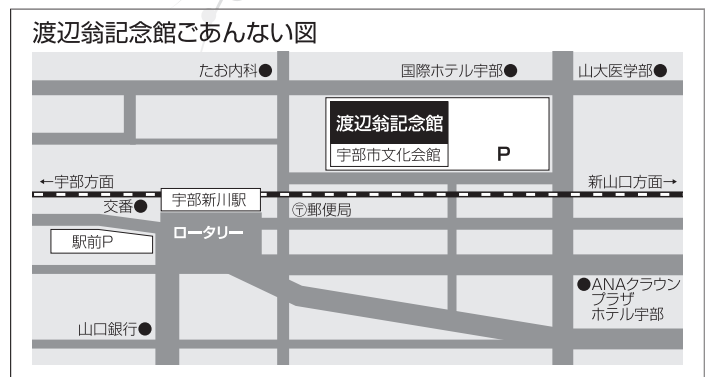 渡辺翁記念館ごあんない図
たお内科●
国際ホテル宇部●
山大医学部●
渡辺翁記念館
宇部市文化会館
P
←宇部方面
新山口方面→
宇部新川駅
交番●
〶郵便局
ロータリー
駅前P
●ANAクラウン
プラザ
ホテル宇部
山口銀行●